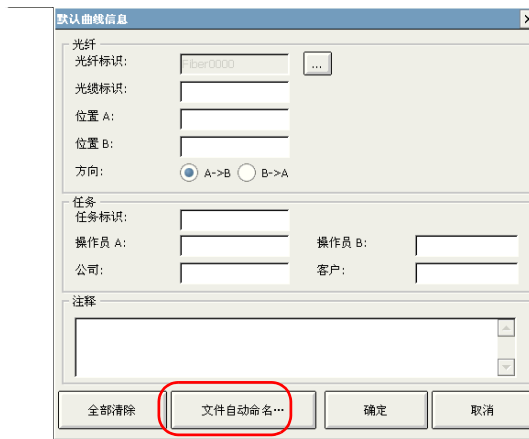 默认曲线信息
光纤
光纤标识: Fiber0000 ...
光缆标识:
位置 A:
位置 B:
方向: A->B B->A
任务
任务标识:
操作员 A: 操作员 B:
公司: 客户:
注释
全部清除 文件自动命名… 确定 取消